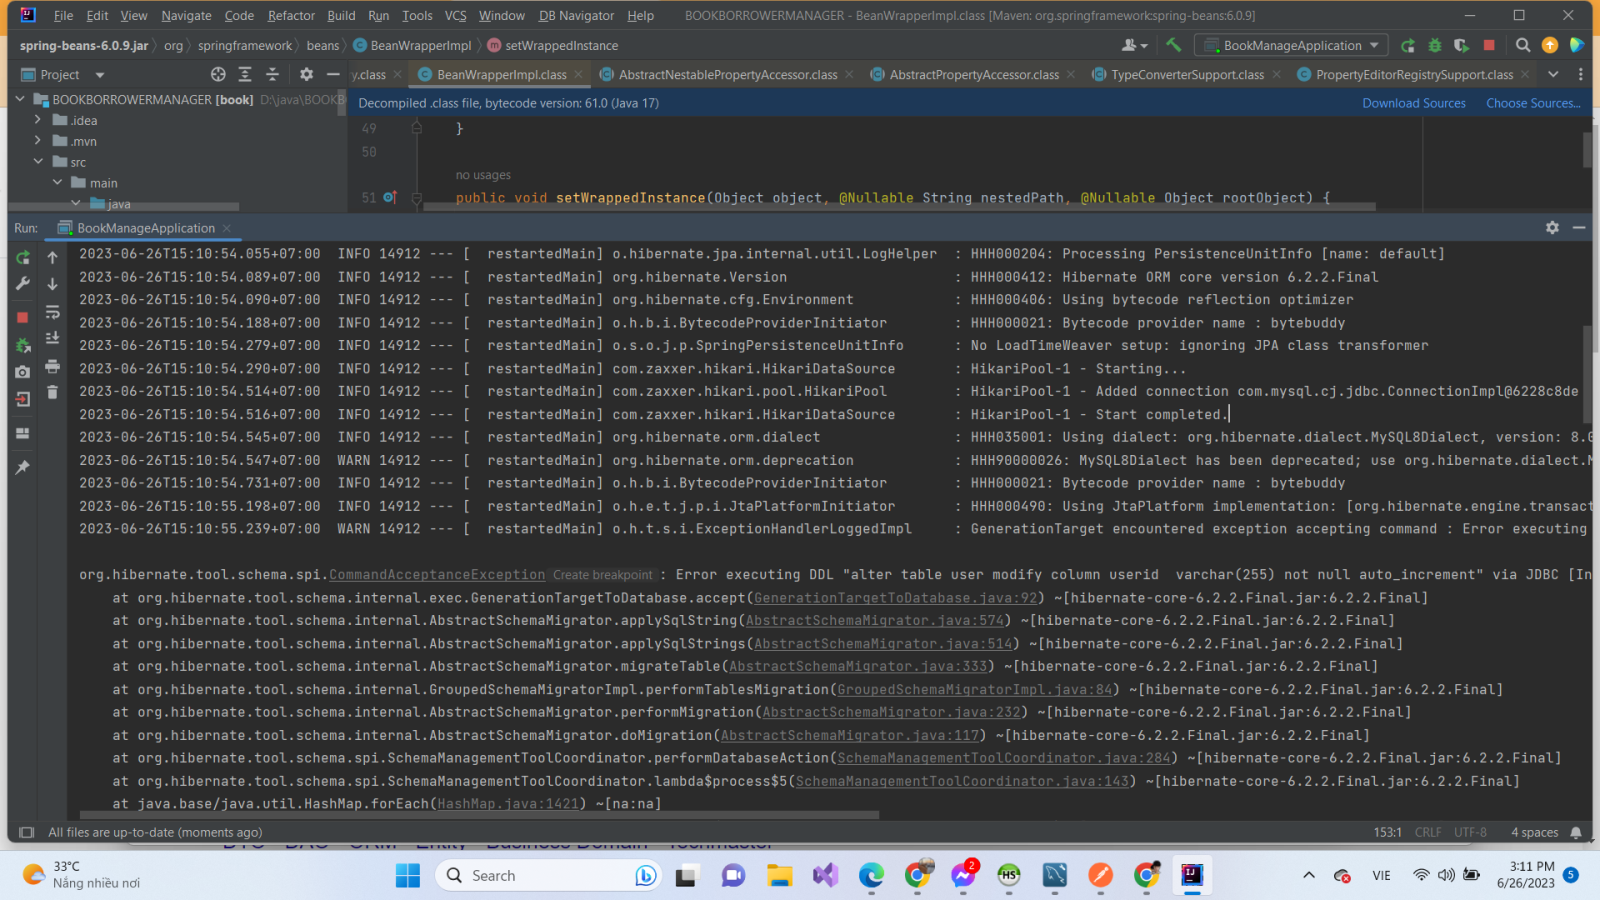 File Edit View Navigate Code Refactor Build Run Tools VCS Window DB Navigator Help BOOKBORROWERMANAGER - BeanWrapperImpl.class [Maven: org.springframework:spring-beans:6.0.9]
spring-beans-6.0.9.jar org springframework beans BeanWrapperImpl setWrappedInstance BookManageApplication
Project y.class BeanWrapperImpl.class AbstractNestablePropertyAccessor.class AbstractPropertyAccessor.class TypeConverterSupport.class PropertyEditorRegistrySupport.class
BOOKBORROWERMANAGER [book] D:\java\BOOKB
Decompiled .class file, bytecode version: 61.0 (Java 17) Download Sources Choose Sources...
.idea
.mvn
src
main
java
49 }
50
no usages
51 public void setWrappedInstance(Object object, @Nullable String nestedPath, @Nullable Object rootObject) {
Run: BookManageApplication
2023-06-26T15:10:54.055+07:00 INFO 14912 --- [ restartedMain] o.hibernate.jpa.internal.util.LogHelper : HHH000204: Processing PersistenceUnitInfo [name: default]
2023-06-26T15:10:54.089+07:00 INFO 14912 --- [ restartedMain] org.hibernate.Version : HHH000412: Hibernate ORM core version 6.2.2.Final
2023-06-26T15:10:54.090+07:00 INFO 14912 --- [ restartedMain] org.hibernate.cfg.Environment : HHH000406: Using bytecode reflection optimizer
2023-06-26T15:10:54.188+07:00 INFO 14912 --- [ restartedMain] o.h.b.i.BytecodeProviderInitiator : HHH000021: Bytecode provider name : bytebuddy
2023-06-26T15:10:54.279+07:00 INFO 14912 --- [ restartedMain] o.s.o.j.p.SpringPersistenceUnitInfo : No LoadTimeWeaver setup: ignoring JPA class transformer
2023-06-26T15:10:54.290+07:00 INFO 14912 --- [ restartedMain] com.zaxxer.hikari.HikariDataSource : HikariPool-1 - Starting...
2023-06-26T15:10:54.514+07:00 INFO 14912 --- [ restartedMain] com.zaxxer.hikari.pool.HikariPool : HikariPool-1 - Added connection com.mysql.cj.jdbc.ConnectionImpl@6228c8de
2023-06-26T15:10:54.516+07:00 INFO 14912 --- [ restartedMain] com.zaxxer.hikari.HikariDataSource : HikariPool-1 - Start completed.
2023-06-26T15:10:54.545+07:00 INFO 14912 --- [ restartedMain] org.hibernate.orm.dialect : HHH035001: Using dialect: org.hibernate.dialect.MySQL8Dialect, version: 8.0
2023-06-26T15:10:54.547+07:00 WARN 14912 --- [ restartedMain] org.hibernate.orm.deprecation : HHH90000026: MySQL8Dialect has been deprecated; use org.hibernate.dialect.M
2023-06-26T15:10:54.731+07:00 INFO 14912 --- [ restartedMain] o.h.b.i.BytecodeProviderInitiator : HHH000021: Bytecode provider name : bytebuddy
2023-06-26T15:10:55.198+07:00 INFO 14912 --- [ restartedMain] o.h.e.t.j.p.i.JtaPlatformInitiator : HHH000490: Using JtaPlatform implementation: [org.hibernate.engine.transact
2023-06-26T15:10:55.239+07:00 WARN 14912 --- [ restartedMain] o.h.t.s.i.ExceptionHandlerLoggedImpl : GenerationTarget encountered exception accepting command : Error executing
org.hibernate.tool.schema.spi.CommandAcceptanceException Create breakpoint : Error executing DDL "alter table user modify column userid varchar(255) not null auto_increment" via JDBC [In
at org.hibernate.tool.schema.internal.exec.GenerationTargetToDatabase.accept(GenerationTargetToDatabase.java:92) ~[hibernate-core-6.2.2.Final.jar:6.2.2.Final]
at org.hibernate.tool.schema.internal.AbstractSchemaMigrator.applySqlString(AbstractSchemaMigrator.java:574) ~[hibernate-core-6.2.2.Final.jar:6.2.2.Final]
at org.hibernate.tool.schema.internal.AbstractSchemaMigrator.applySqlStrings(AbstractSchemaMigrator.java:514) ~[hibernate-core-6.2.2.Final.jar:6.2.2.Final]
at org.hibernate.tool.schema.internal.AbstractSchemaMigrator.migrateTable(AbstractSchemaMigrator.java:333) ~[hibernate-core-6.2.2.Final.jar:6.2.2.Final]
at org.hibernate.tool.schema.internal.GroupedSchemaMigratorImpl.performTablesMigration(GroupedSchemaMigratorImpl.java:84) ~[hibernate-core-6.2.2.Final.jar:6.2.2.Final]
at org.hibernate.tool.schema.internal.AbstractSchemaMigrator.performMigration(AbstractSchemaMigrator.java:232) ~[hibernate-core-6.2.2.Final.jar:6.2.2.Final]
at org.hibernate.tool.schema.internal.AbstractSchemaMigrator.doMigration(AbstractSchemaMigrator.java:117) ~[hibernate-core-6.2.2.Final.jar:6.2.2.Final]
at org.hibernate.tool.schema.spi.SchemaManagementToolCoordinator.performDatabaseAction(SchemaManagementToolCoordinator.java:284) ~[hibernate-core-6.2.2.Final.jar:6.2.2.Final]
at org.hibernate.tool.schema.spi.SchemaManagementToolCoordinator.lambda$process$5(SchemaManagementToolCoordinator.java:143) ~[hibernate-core-6.2.2.Final.jar:6.2.2.Final]
at java.base/java.util.HashMap.forEach(HashMap.java:1421) ~[na:na]
All files are up-to-date (moments ago) 153:1 CRLF UTF-8 4 spaces
33°C
Nắng nhiều nơi
Search
2
HS
VIE
3:11 PM
6/26/2023
5